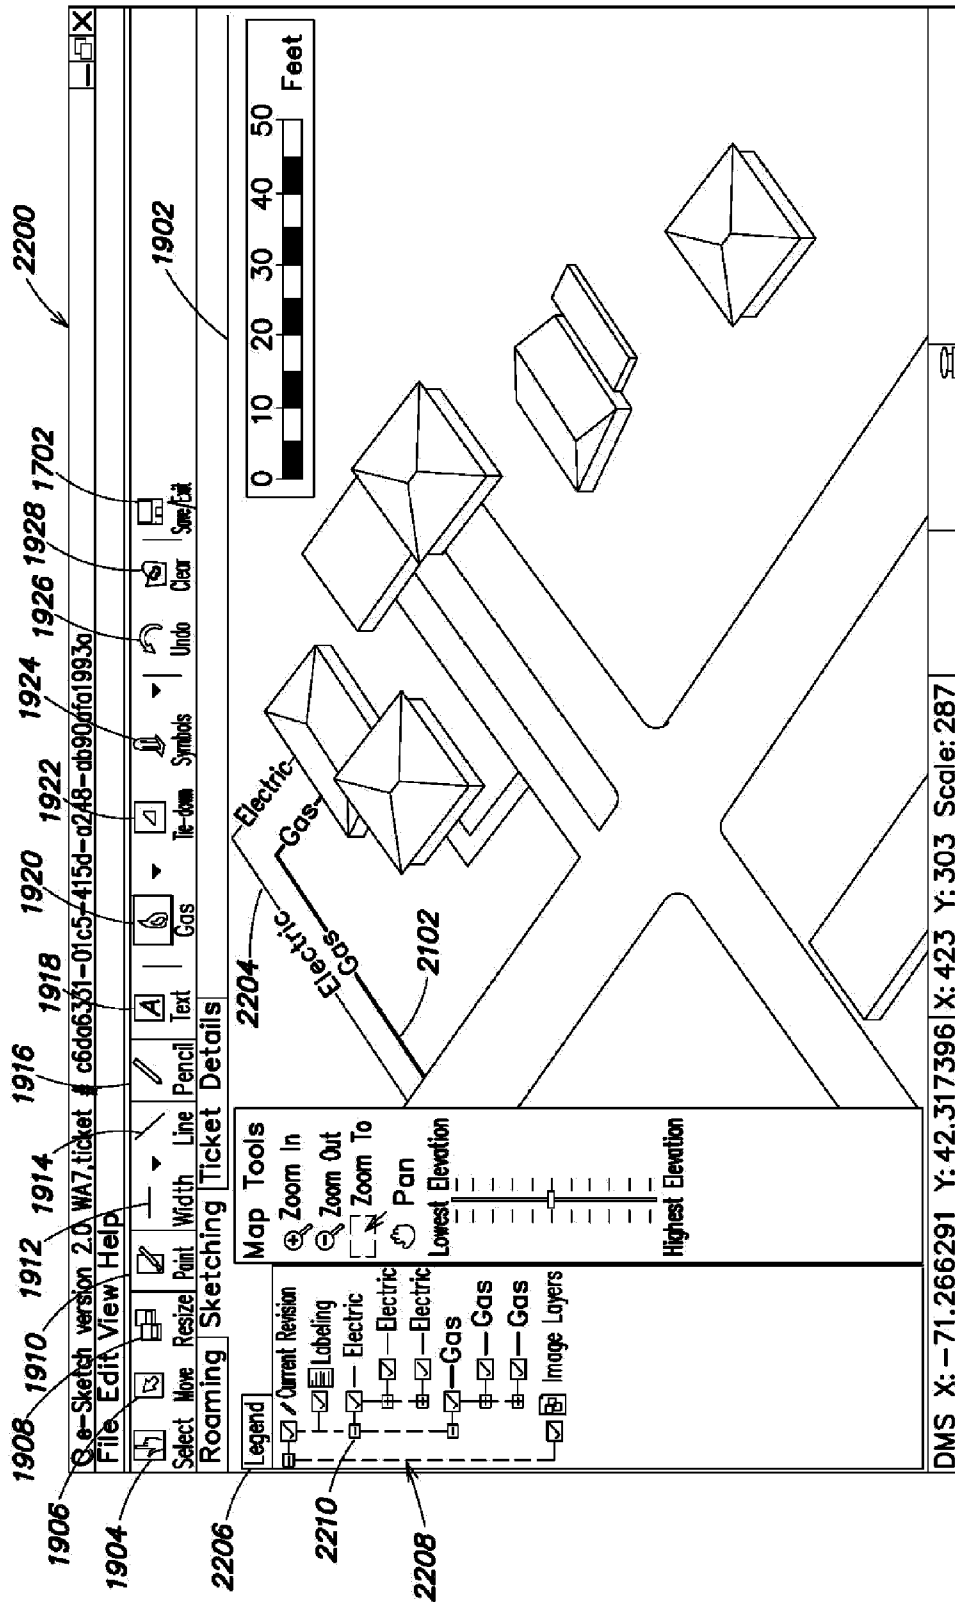 2200
e-Sketch version 2.0 WA7, ticket # c6da6331-01c5-415d-a248-ab90afa1993a
File Edit View Help
1904
1906
1908
1910
1912
1914
1916
1918
1920
1922
1924
1926
1928
1702
Select Move Resize Paint Width Line Pencil Text Gas Tie-down Symbols Undo Clear Save/Exit
Roaming Sketching Ticket Details
1902
2206
Legend
Current Revision
Labeling
Electric
Electric
Electric
Gas
Gas
Gas
Image Layers
2210
2208
Map Tools
Zoom In
Zoom Out
Zoom To
Pan
Lowest Elevation
Highest Elevation
2204
Electric
Electric
Gas
Gas
2102
0 10 20 30 40 50
Feet
DMS X: -71.266291 Y: 42.317396 X: 423 Y: 303 Scale: 287